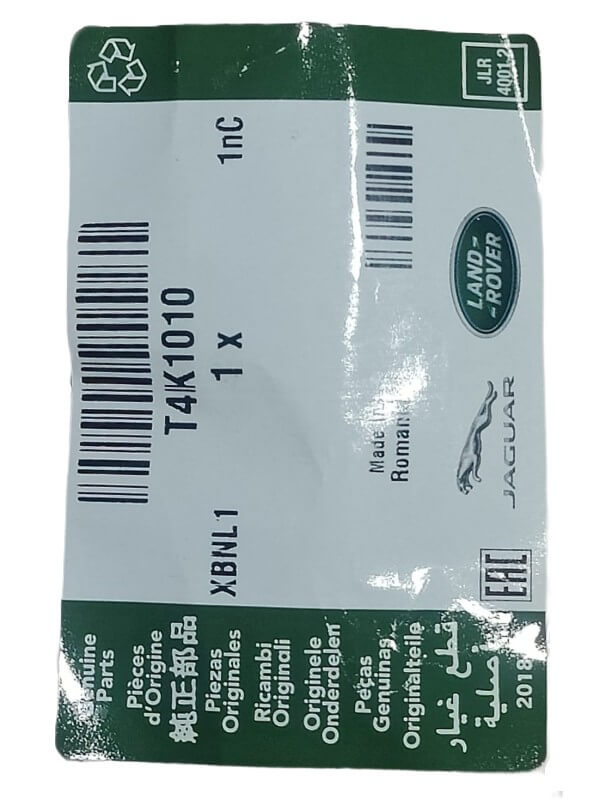 Genuine
Parts
Pièces
d'Origine
純正部品
Piezas
Originales
Ricambi
Originali
Originele
Onderdelen
Peças
Genuínas
Originalteile
قطع غيار
أصلية
2018
T4K1010
XBNL1 1 x 1nC
Made in
EAC
JAGUAR
LAND
ROVER
JLR
4001.2